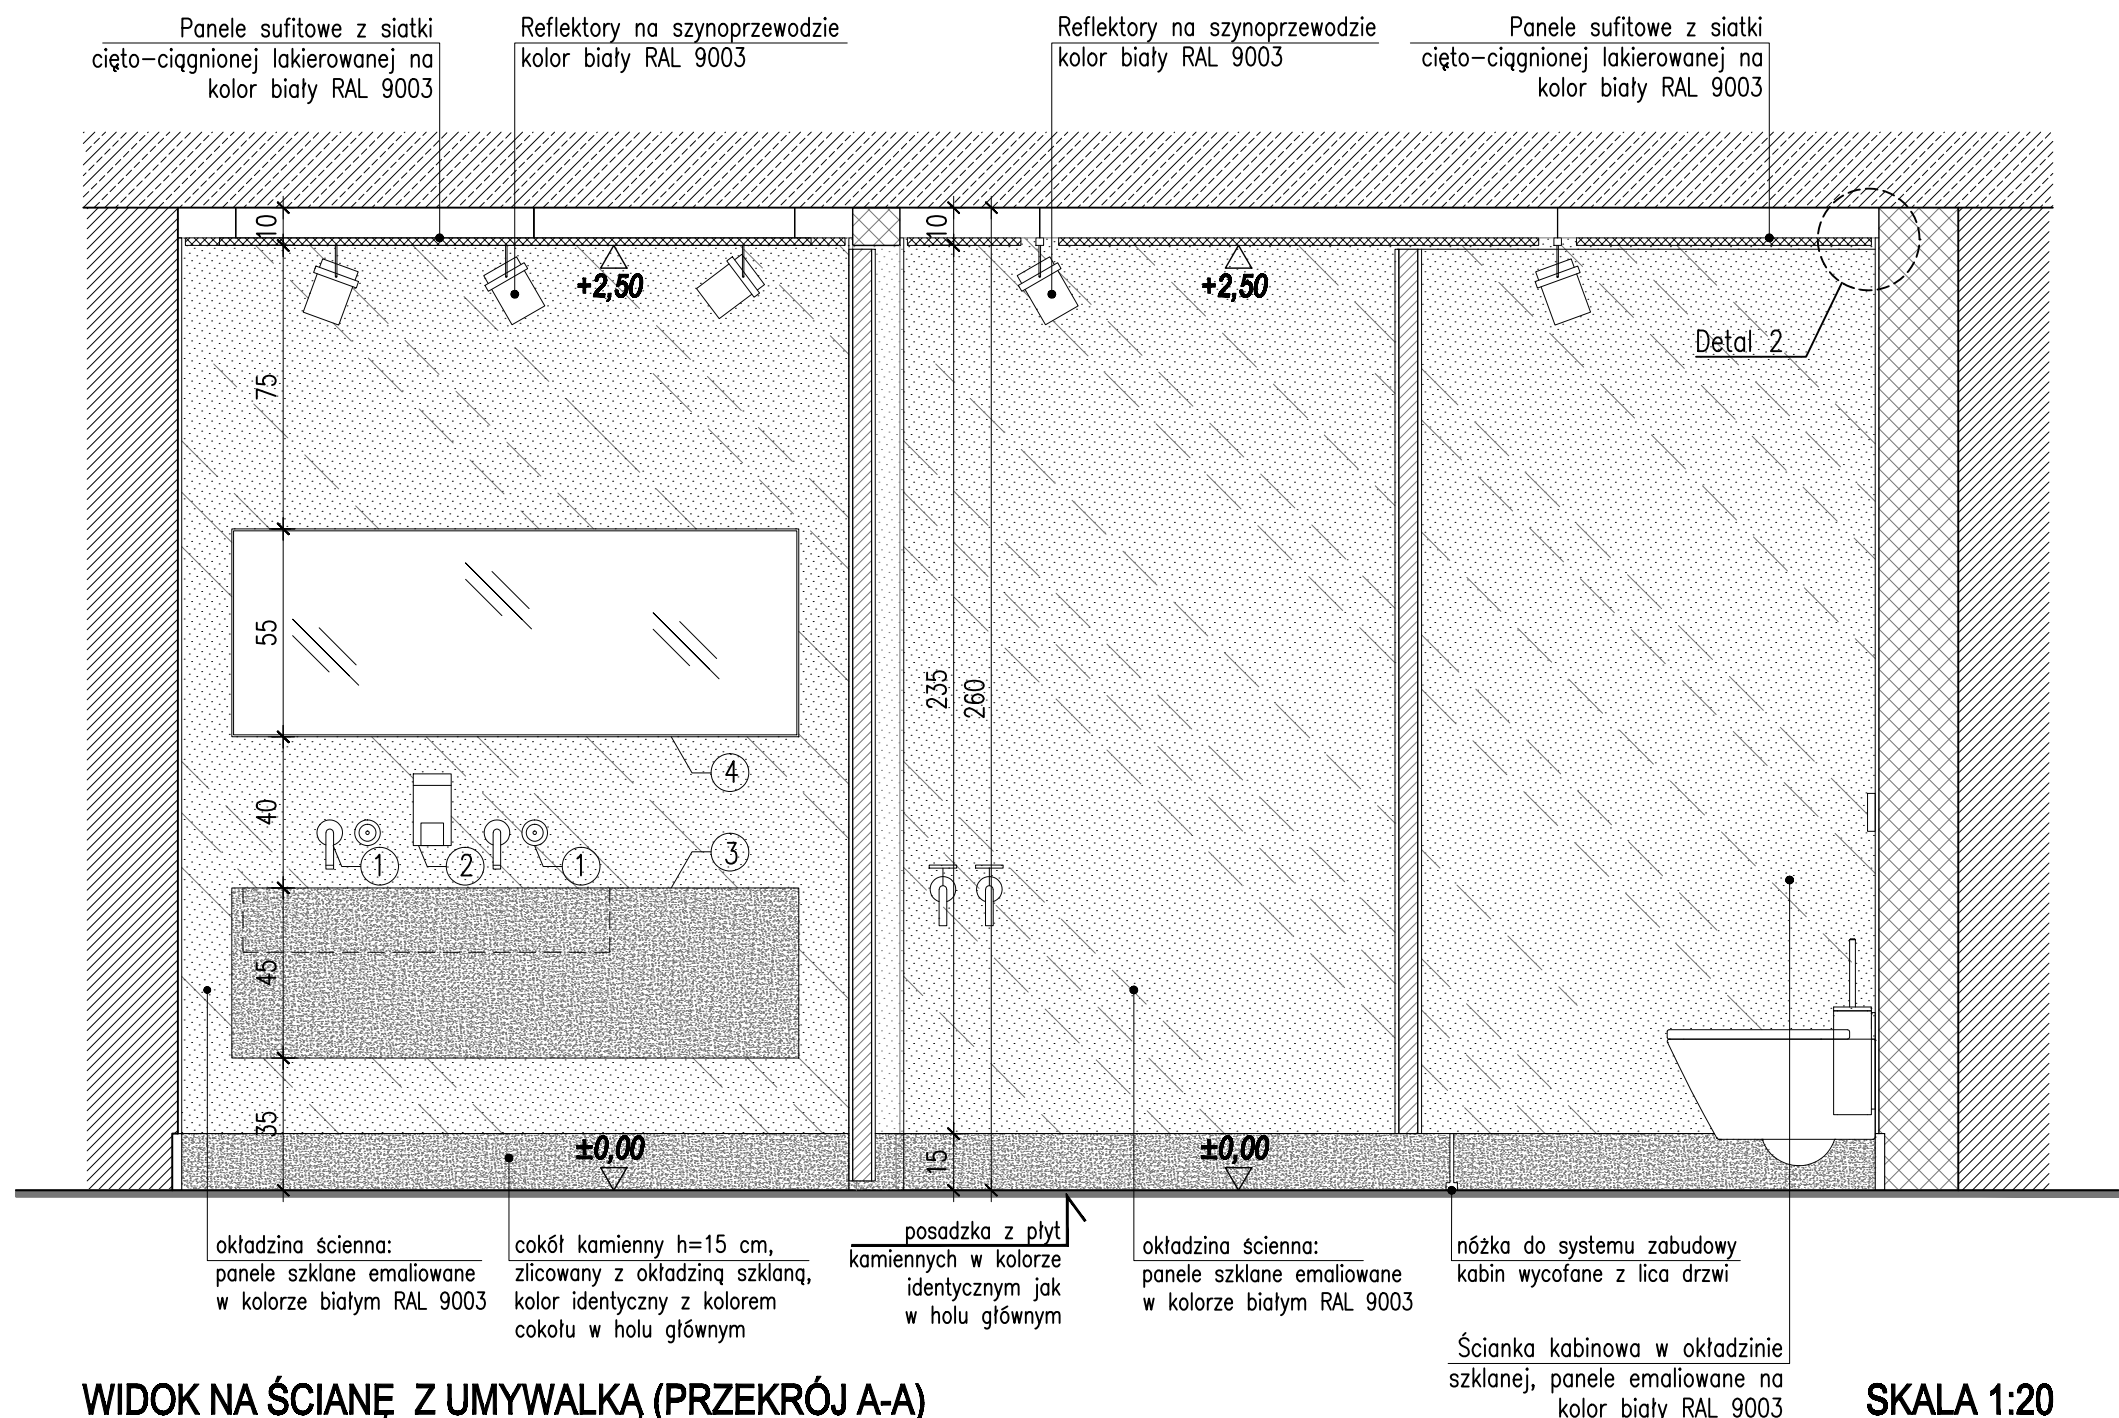 Panele sufitowe z siatki
cięto-ciągnionej lakierowanej na
kolor biały RAL 9003
Reflektory na szynoprzewodzie
kolor biały RAL 9003
Reflektory na szynoprzewodzie
kolor biały RAL 9003
Panele sufitowe z siatki
cięto-ciągnionej lakierowanej na
kolor biały RAL 9003
10
10
+2,50
+2,50
Detal 2
75
55
235
260
4
40
1
2
1
3
45
35
±0,00
15
±0,00
okładzina ścienna:
panele szklane emaliowane
w kolorze białym RAL 9003
cokół kamienny h=15 cm,
zlicowany z okładziną szklaną,
kolor identyczny z kolorem
cokołu w holu głównym
posadzka z płyt
kamiennych w kolorze
identycznym jak
w holu głównym
okładzina ścienna:
panele szklane emaliowane
w kolorze białym RAL 9003
nóżka do systemu zabudowy
kabin wycofane z lica drzwi
Ścianka kabinowa w okładzinie
szklanej, panele emaliowane na
kolor biały RAL 9003
WIDOK NA ŚCIANĘ Z UMYWALKĄ (PRZEKRÓJ A-A)
SKALA 1:20